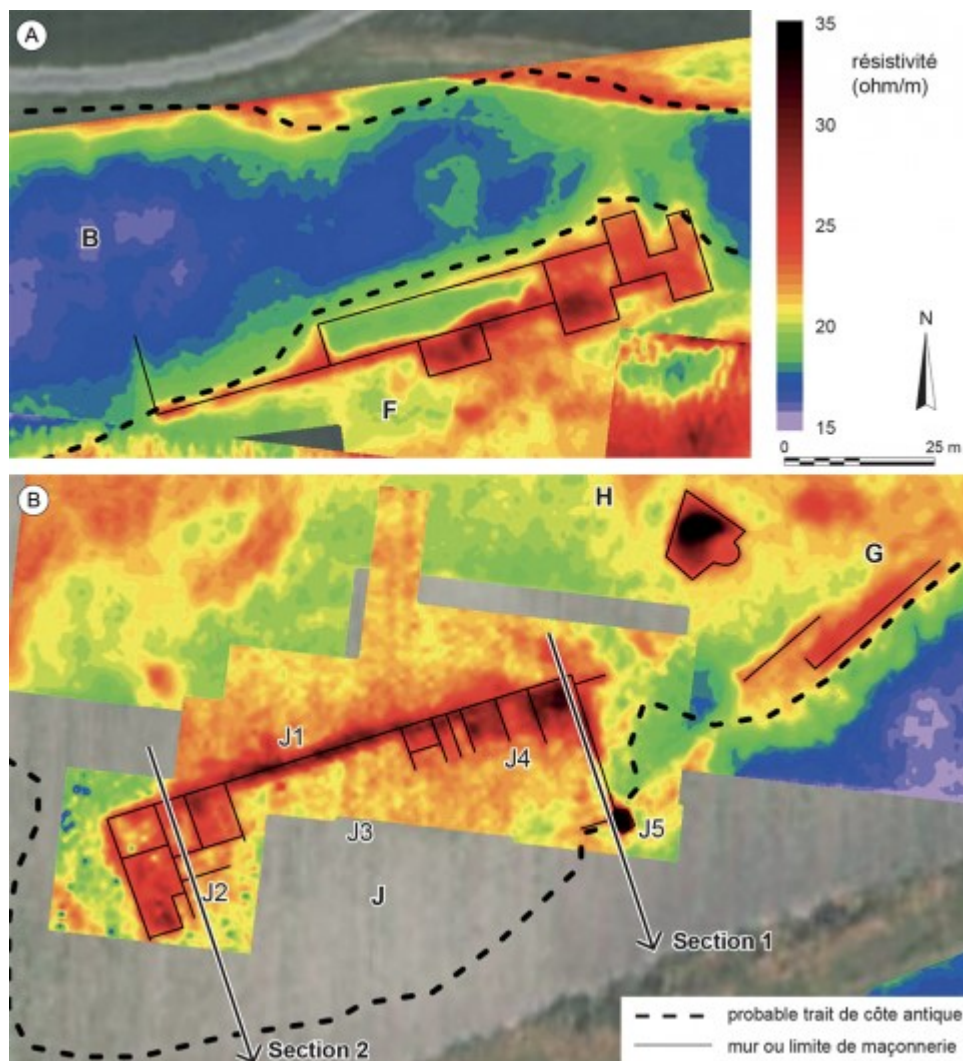 A
35
résistivité
(ohm/m)
30
25
B
20
N
F
15
0
25 m
B
H
G
J1
J4
J3
J5
J2
J
Section 1
Section 2
probable trait de côte antique
mur ou limite de maçonnerie